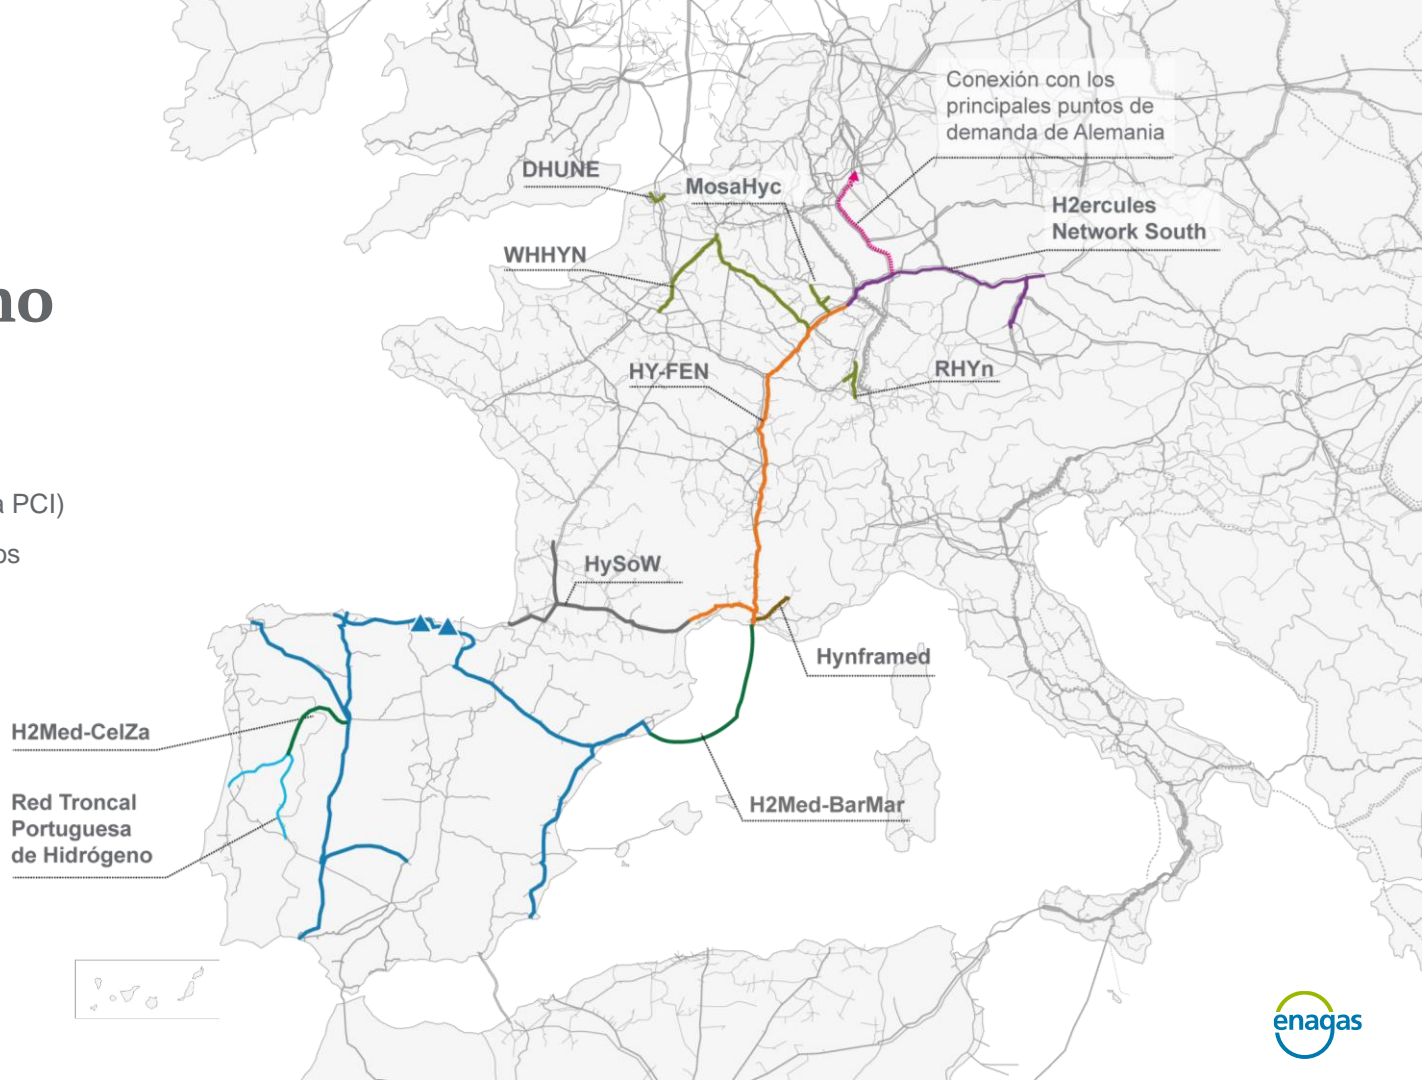 no
a PCI)
os
Conexión con los
principales puntos de
demanda de Alemania
DHUNE
MosaHyc
H2ercules
Network South
WHHYN
HY-FEN
RHYn
HySoW
Hynframed
H2Med-CelZa
H2Med-BarMar
Red Troncal
Portuguesa
de Hidrógeno
enagas